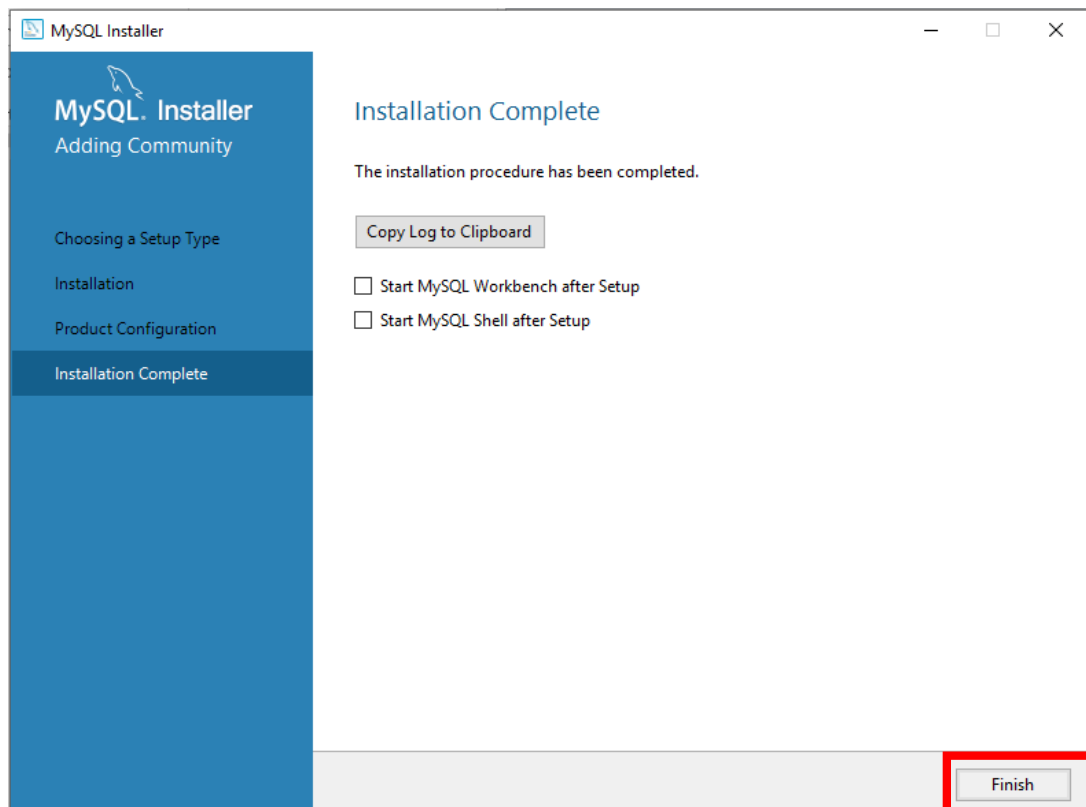 MySQL Installer
MySQL. Installer
Adding Community
Choosing a Setup Type
Installation
Product Configuration
Installation Complete
Installation Complete
The installation procedure has been completed.
Copy Log to Clipboard
Start MySQL Workbench after Setup
Start MySQL Shell after Setup
Finish